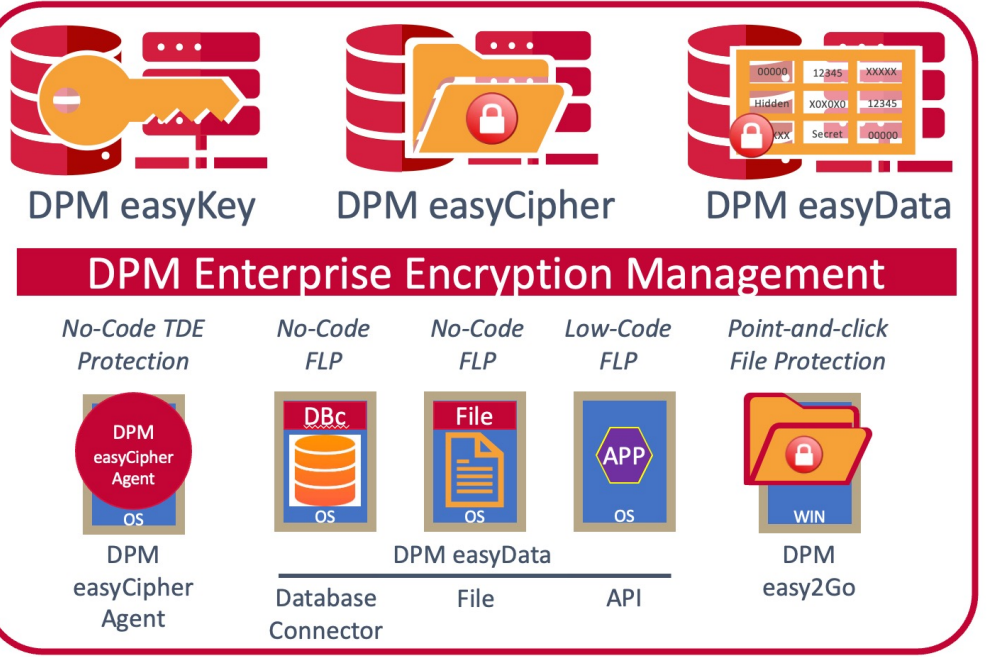 00000 12345 XXXXX
Hidden X0X0X0 12345
XXX Secret 00000
DPM easyKey
DPM easyCipher
DPM easyData
DPM Enterprise Encryption Management
No-Code TDE
Protection
No-Code
FLP
No-Code
FLP
Low-Code
FLP
Point-and-click
File Protection
DPM
easyCipher
Agent
OS
DBc
OS
File
OS
APP
OS
WIN
DPM
easyCipher
Agent
DPM easyData
Database
Connector
File
API
DPM
easy2Go